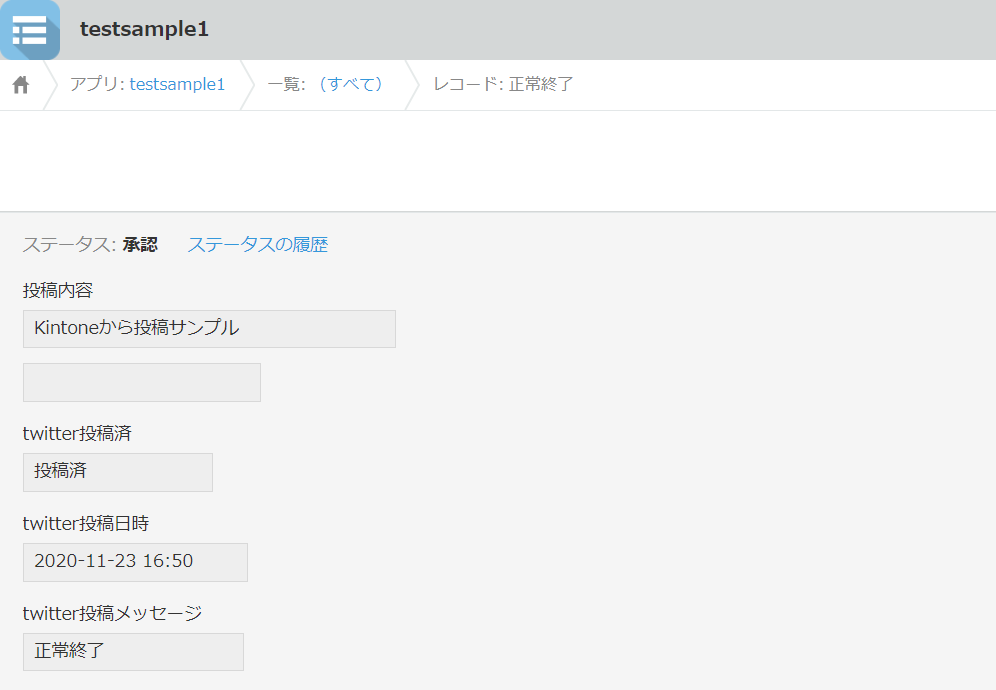 testsample1
アプリ: testsample1 一覧: （すべて） レコード: 正常終了
ステータス: 承認 ステータスの履歴
投稿内容
Kintoneから投稿サンプル
twitter投稿済
投稿済
twitter投稿日時
2020-11-23 16:50
twitter投稿メッセージ
正常終了